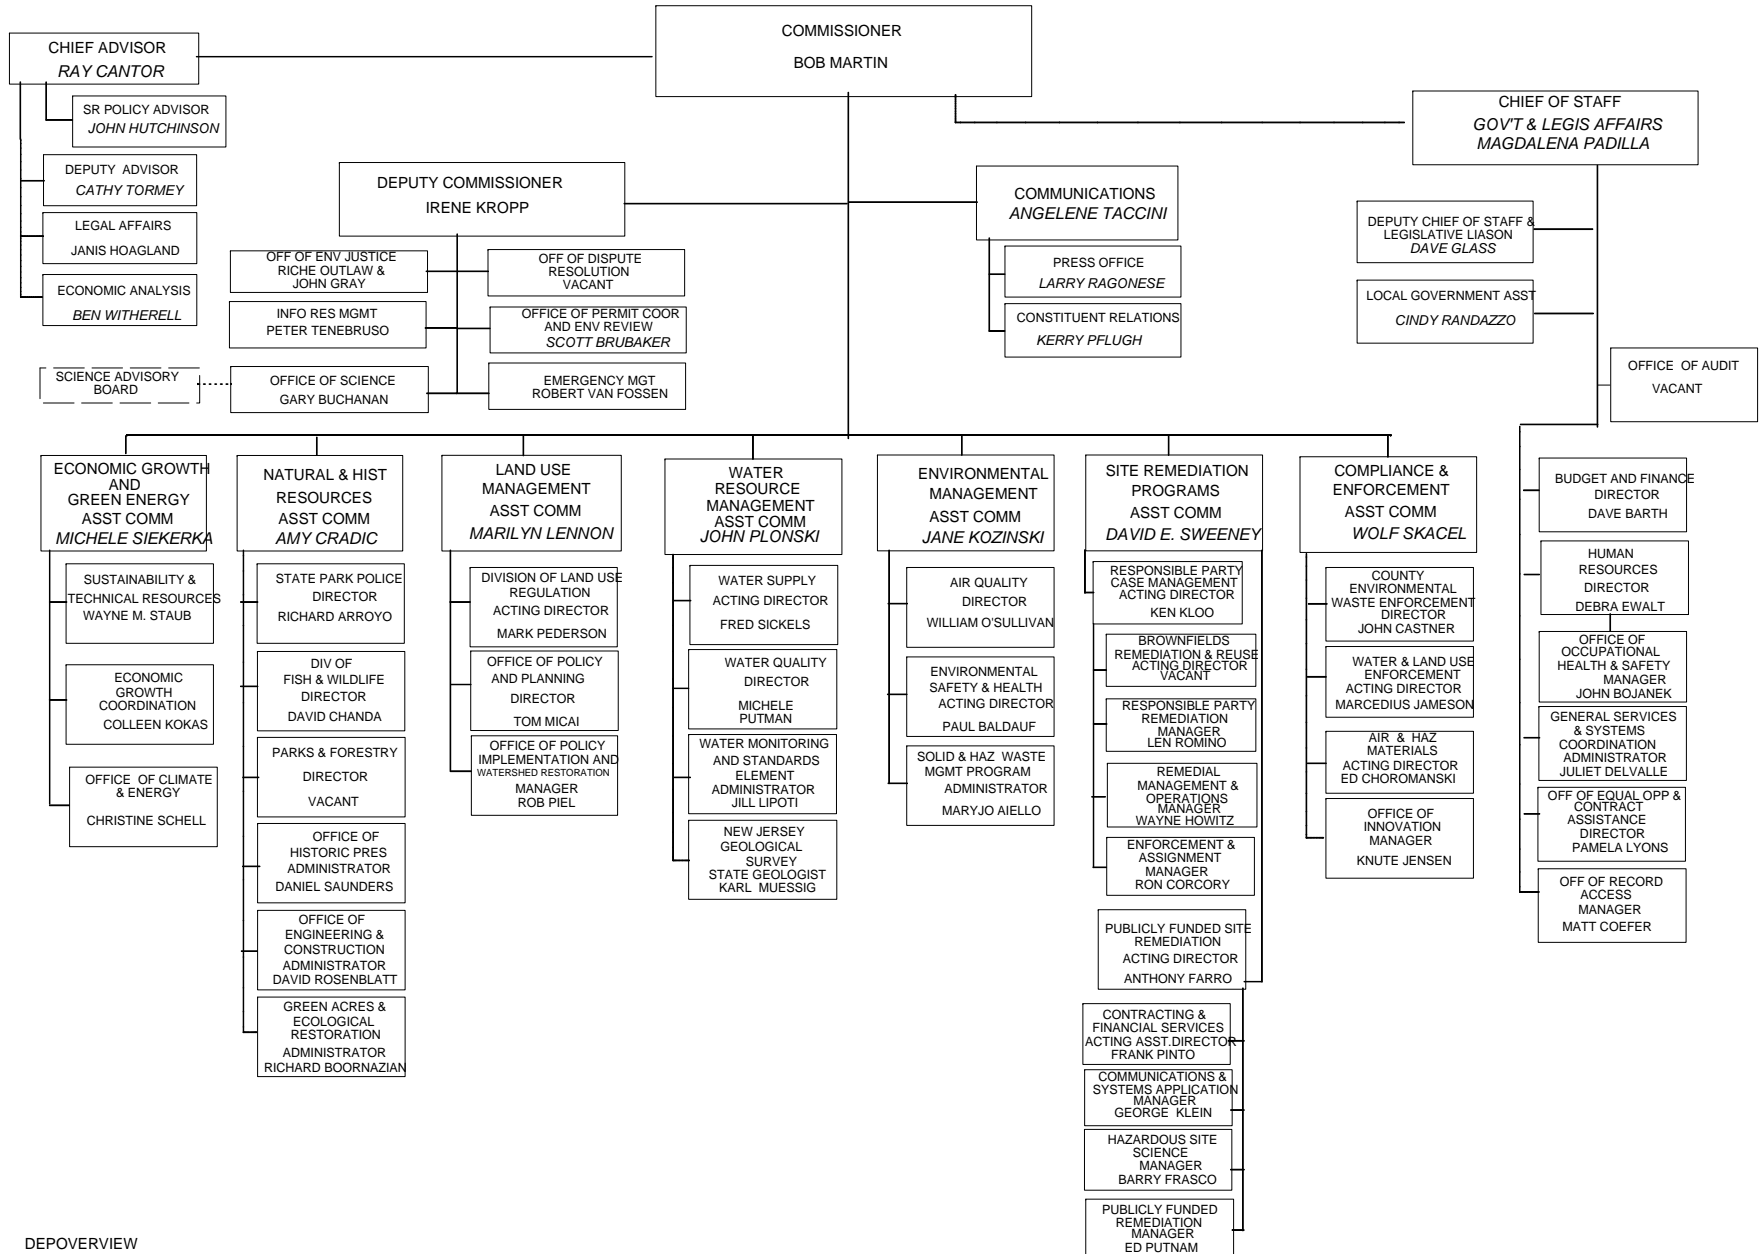 COMMISSIONER
BOB MARTIN
CHIEF ADVISOR
RAY CANTOR
SR POLICY ADVISOR
JOHN HUTCHINSON
DEPUTY ADVISOR
CATHY TORMEY
LEGAL AFFAIRS
JANIS HOAGLAND
ECONOMIC ANALYSIS
BEN WITHERELL
CHIEF OF STAFF
GOV'T & LEGIS AFFAIRS
MAGDALENA PADILLA
DEPUTY COMMISSIONER
IRENE KROPP
OFF OF ENV JUSTICE
RICHE OUTLAW &
JOHN GRAY
OFF OF DISPUTE
RESOLUTION
VACANT
INFO RES MGMT
PETER TENEBRUSO
OFFICE OF PERMIT COOR
AND ENV REVIEW
SCOTT BRUBAKER
SCIENCE ADVISORY
BOARD
OFFICE OF SCIENCE
GARY BUCHANAN
EMERGENCY MGT
ROBERT VAN FOSSEN
COMMUNICATIONS
ANGELENE TACCINI
PRESS OFFICE
LARRY RAGONESE
CONSTITUENT RELATIONS
KERRY PFLUGH
DEPUTY CHIEF OF STAFF &
LEGISLATIVE LIASON
DAVE GLASS
LOCAL GOVERNMENT ASST
CINDY RANDAZZO
OFFICE OF AUDIT
VACANT
ECONOMIC GROWTH
AND
GREEN ENERGY
ASST COMM
MICHELE SIEKERKA
SUSTAINABILITY &
TECHNICAL RESOURCES
WAYNE M. STAUB
ECONOMIC
GROWTH
COORDINATION
COLLEEN KOKAS
OFFICE OF CLIMATE
& ENERGY
CHRISTINE SCHELL
NATURAL & HIST
RESOURCES
ASST COMM
AMY CRADIC
STATE PARK POLICE
DIRECTOR
RICHARD ARROYO
DIV OF
FISH & WILDLIFE
DIRECTOR
DAVID CHANDA
PARKS & FORESTRY
DIRECTOR
VACANT
OFFICE OF
HISTORIC PRES
ADMINISTRATOR
DANIEL SAUNDERS
OFFICE OF
ENGINEERING &
CONSTRUCTION
ADMINISTRATOR
DAVID ROSENBLATT
GREEN ACRES &
ECOLOGICAL
RESTORATION
ADMINISTRATOR
RICHARD BOORNAZIAN
LAND USE
MANAGEMENT
ASST COMM
MARILYN LENNON
DIVISION OF LAND USE
REGULATION
ACTING DIRECTOR
MARK PEDERSON
OFFICE OF POLICY
AND PLANNING
DIRECTOR
TOM MICAI
OFFICE OF POLICY
IMPLEMENTATION AND
WATERSHED RESTORATION
MANAGER
ROB PIEL
WATER
RESOURCE
MANAGEMENT
ASST COMM
JOHN PLONSKI
WATER SUPPLY
ACTING DIRECTOR
FRED SICKELS
WATER QUALITY
DIRECTOR
MICHELE
PUTMAN
WATER MONITORING
AND STANDARDS
ELEMENT
ADMINISTRATOR
JILL LIPOTI
NEW JERSEY
GEOLOGICAL
SURVEY
STATE GEOLOGIST
KARL MUESSIG
ENVIRONMENTAL
MANAGEMENT
ASST COMM
JANE KOZINSKI
AIR QUALITY
DIRECTOR
WILLIAM O'SULLIVAN
ENVIRONMENTAL
SAFETY & HEALTH
ACTING DIRECTOR
PAUL BALDAUF
SOLID & HAZ WASTE
MGMT PROGRAM
ADMINISTRATOR
MARYJO AIELLO
SITE REMEDIATION
PROGRAMS
ASST COMM
DAVID E. SWEENEY
RESPONSIBLE PARTY
CASE MANAGEMENT
ACTING DIRECTOR
KEN KLOO
BROWNFIELDS
REMEDIATION & REUSE
ACTING DIRECTOR
VACANT
RESPONSIBLE PARTY
REMEDIATION
MANAGER
LEN ROMINO
REMEDIAL
MANAGEMENT &
OPERATIONS
MANAGER
WAYNE HOWITZ
ENFORCEMENT &
ASSIGNMENT
MANAGER
RON CORCORY
PUBLICLY FUNDED SITE
REMEDIATION
ACTING DIRECTOR
ANTHONY FARRO
CONTRACTING &
FINANCIAL SERVICES
ACTING ASST.DIRECTOR
FRANK PINTO
COMMUNICATIONS &
SYSTEMS APPLICATION
MANAGER
GEORGE KLEIN
HAZARDOUS SITE
SCIENCE
MANAGER
BARRY FRASCO
PUBLICLY FUNDED
REMEDIATION
MANAGER
ED PUTNAM
COMPLIANCE &
ENFORCEMENT
ASST COMM
WOLF SKACEL
COUNTY
ENVIRONMENTAL
WASTE ENFORCEMENT
DIRECTOR
JOHN CASTNER
WATER & LAND USE
ENFORCEMENT
ACTING DIRECTOR
MARCEDIUS JAMESON
AIR & HAZ
MATERIALS
ACTING DIRECTOR
ED CHOROMANSKI
OFFICE OF
INNOVATION
MANAGER
KNUTE JENSEN
BUDGET AND FINANCE
DIRECTOR
DAVE BARTH
HUMAN
RESOURCES
DIRECTOR
DEBRA EWALT
OFFICE OF
OCCUPATIONAL
HEALTH & SAFETY
MANAGER
JOHN BOJANEK
GENERAL SERVICES
& SYSTEMS
COORDINATION
ADMINISTRATOR
JULIET DELVALLE
OFF OF EQUAL OPP &
CONTRACT
ASSISTANCE
DIRECTOR
PAMELA LYONS
OFF OF RECORD
ACCESS
MANAGER
MATT COEFER
DEPOVERVIEW